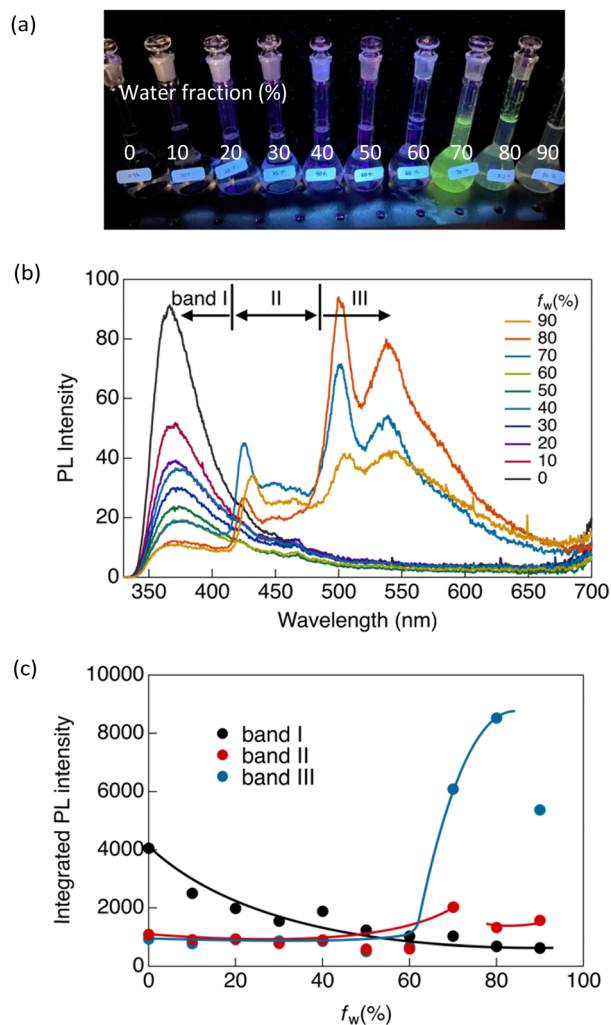 (a)
Water fraction (%)
0 10 20 30 40 50 60 70 80 90
(b)
100
80
60
40
20
0
PL Intensity
band I II III
fw(%)
90
80
70
60
50
40
30
20
10
0
350 400 450 500 550 600 650 700
Wavelength (nm)
(c)
10000
8000
6000
4000
2000
0
Integrated PL intensity
band I
band II
band III
0 20 40 60 80 100
fw(%)